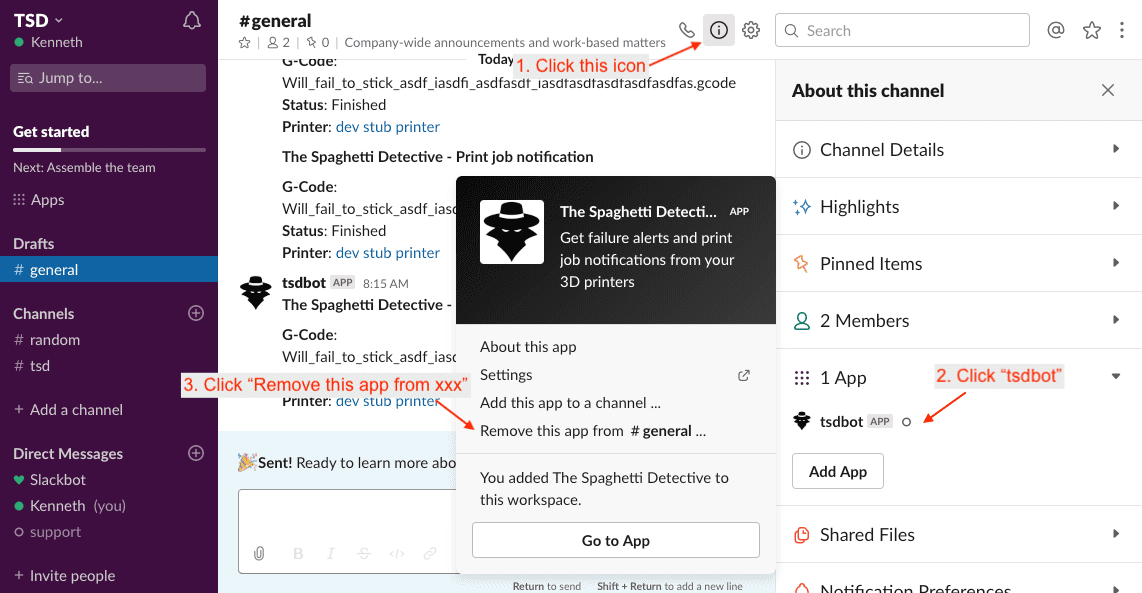 TSD
Kenneth
Jump to...
Get started
Next: Assemble the team
Apps
Drafts
# general
Channels
# random
# tsd
+ Add a channel
Direct Messages
Slackbot
Kenneth (you)
support
+ Invite people
#general
2 | 0 | Company-wide announcements and work-based matters
Search
1. Click this icon
Today
G-Code:
Will_fail_to_stick_asdf_iasdfi_asdfasdf_iasdfasdfasdfasdfasdfas.gcode
Status: Finished
Printer: dev stub printer
The Spaghetti Detective - Print job notification
G-Code:
Will_fail_to_stick_asdf_iasd
Status: Finished
Printer: dev stub printer
tsdbot APP 8:15 AM
The Spaghetti Detective -
G-Code:
Will_fail_to_stick_asdf_iasd
3. Click “Remove this app from xxx”
Printer: dev stub printer
Sent! Ready to learn more abo
B I S </>
Return to send Shift + Return to add a new line
The Spaghetti Detecti... APP
Get failure alerts and print
job notifications from your
3D printers
About this app
Settings
Add this app to a channel ...
Remove this app from # general ...
You added The Spaghetti Detective to
this workspace.
Go to App
About this channel
Channel Details
Highlights
Pinned Items
2 Members
1 App
2. Click “tsdbot”
tsdbot APP
Add App
Shared Files
Notification Preferences